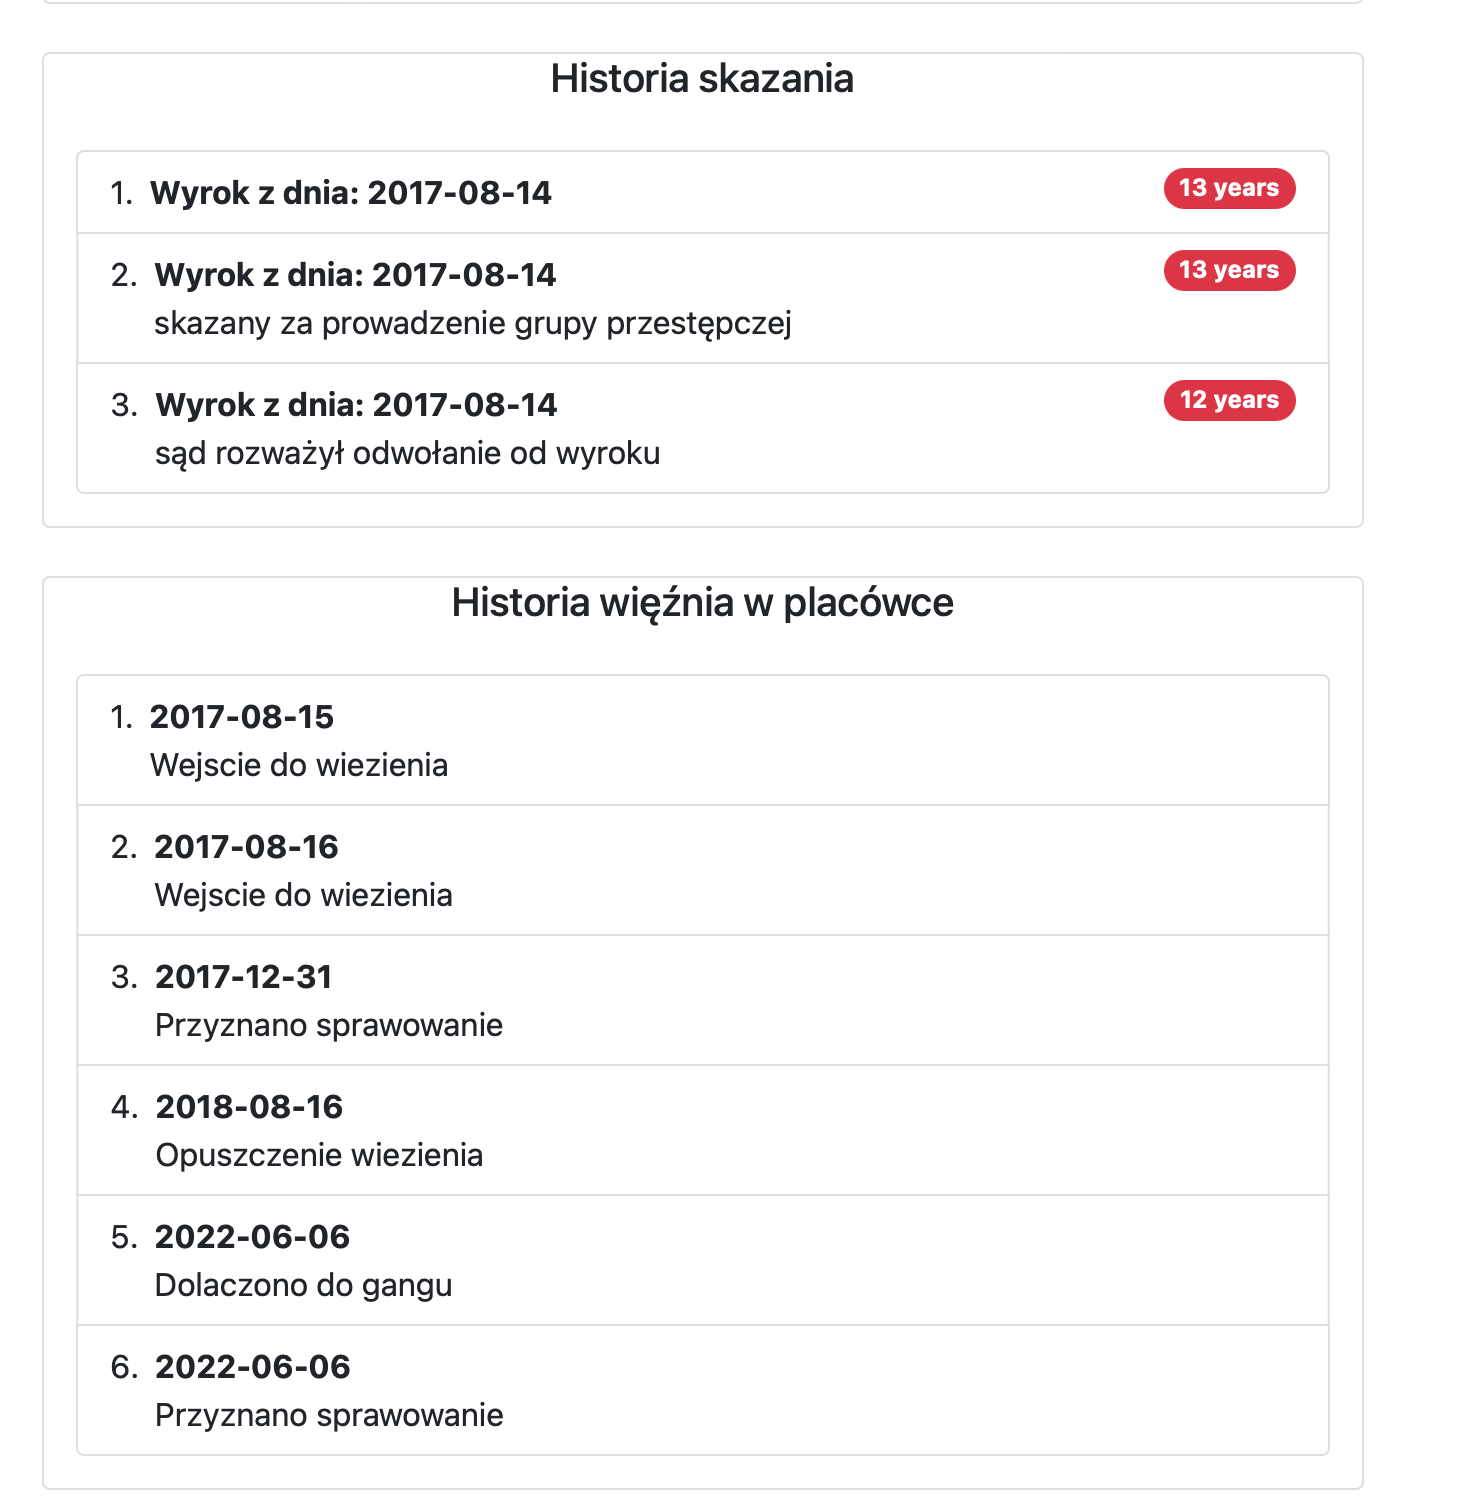 Historia skazania
1. Wyrok z dnia: 2017-08-14 13 years
2. Wyrok z dnia: 2017-08-14 13 years
skazany za prowadzenie grupy przestępczej
3. Wyrok z dnia: 2017-08-14 12 years
sąd rozważył odwołanie od wyroku
Historia więźnia w placówce
1. 2017-08-15
Wejscie do wiezienia
2. 2017-08-16
Wejscie do wiezienia
3. 2017-12-31
Przyznano sprawowanie
4. 2018-08-16
Opuszczenie wiezienia
5. 2022-06-06
Dolaczono do gangu
6. 2022-06-06
Przyznano sprawowanie